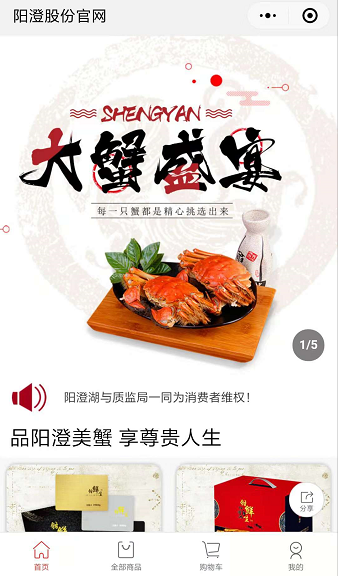 阳澄股份官网
SHENGYAN
大蟹盛宴
每一只蟹都是精心挑选出来
1/5
阳澄湖与质监局一同为消费者维权！
品阳澄美蟹 享尊贵人生
分享
首页
全部商品
购物车
我的